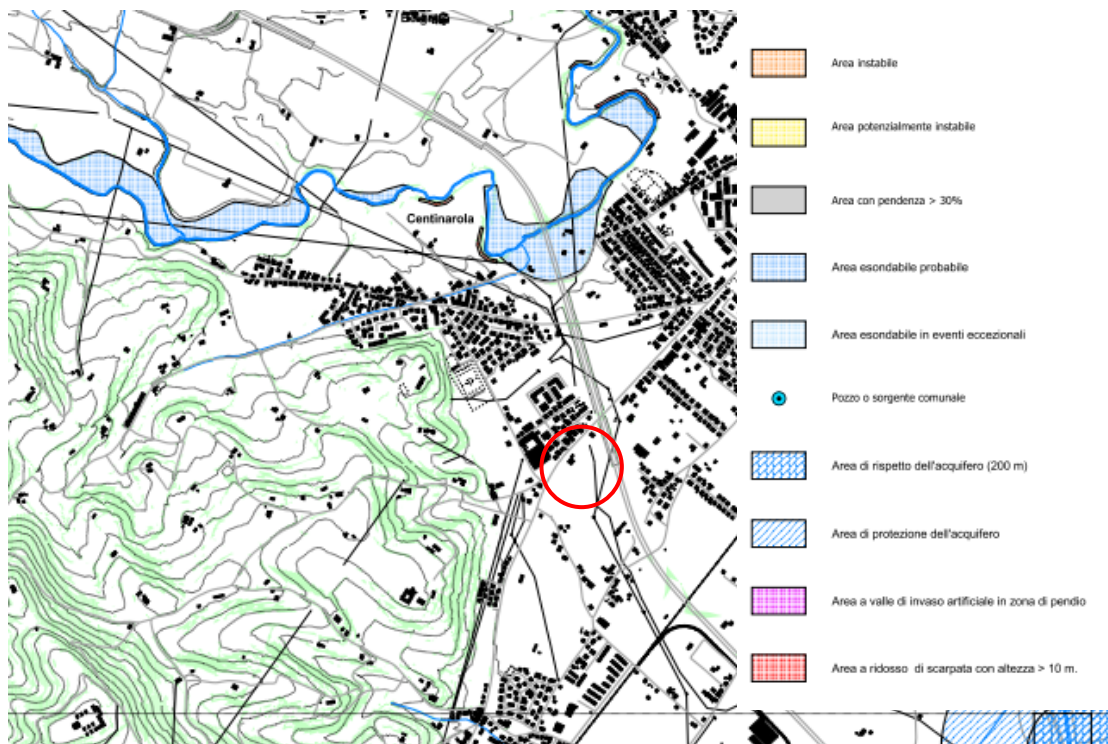 Centinarola
Area instabile
Area potenzialmente instabile
Area con pendenza > 30%
Area esondabile probabile
Area esondabile in eventi eccezionali
Pozzo o sorgente comunale
Area di rispetto dell'acquifero (200 m)
Area di protezione dell'acquifero
Area a valle di invaso artificiale in zona di pendio
Area a ridosso di scarpata con altezza > 10 m.